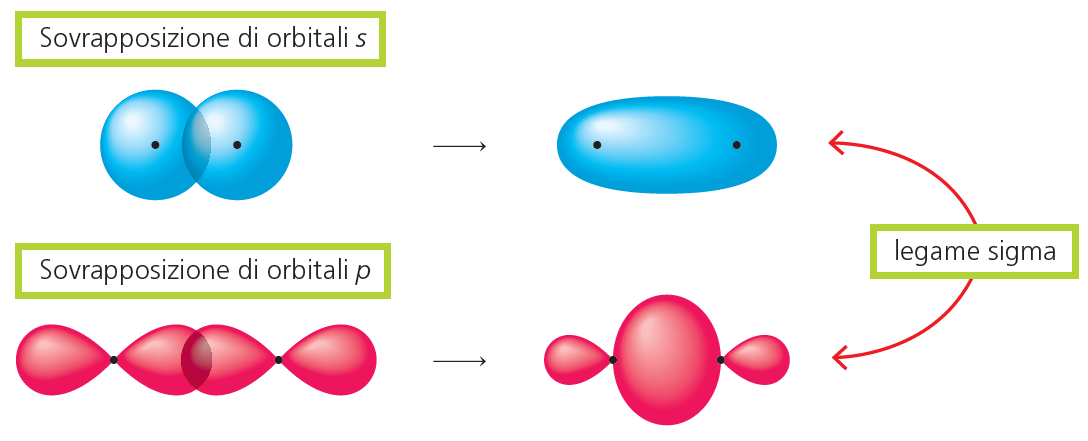 Sovrapposizione di orbitali s
legame sigma
Sovrapposizione di orbitali p